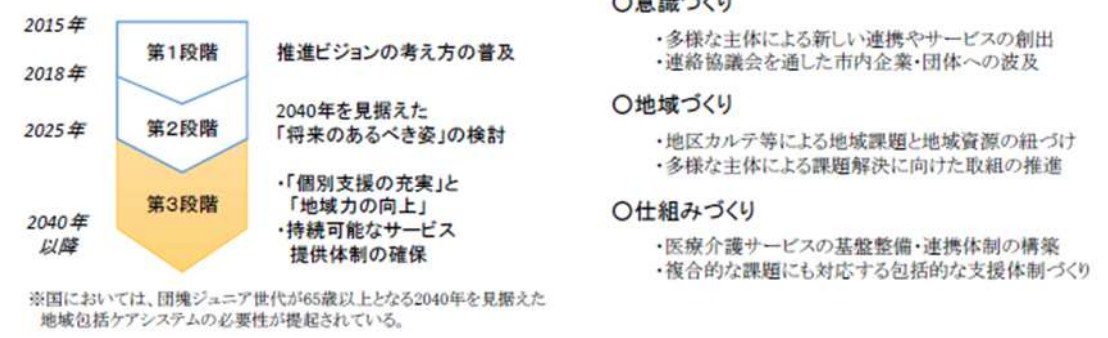 2015年
第1段階
推進ビジョンの考え方の普及
2018年
2025年
第2段階
2040年を見据えた
「将来のあるべき姿」の検討
第3段階
・「個別支援の充実」と
「地域力の向上」
・持続可能なサービス
提供体制の確保
2040年
以降
※国においては、団塊ジュニア世代が65歳以上となる2040年を見据えた
地域包括ケアシステムの必要性が提起されている。
○意識づくり
・多様な主体による新しい連携やサービスの創出
・連絡協議会を通した市内企業・団体への波及
○地域づくり
・地区カルテ等による地域課題と地域資源の紐づけ
・多様な主体による課題解決に向けた取組の推進
○仕組みづくり
・医療介護サービスの基盤整備・連携体制の構築
・複合的な課題にも対応する包括的な支援体制づくり